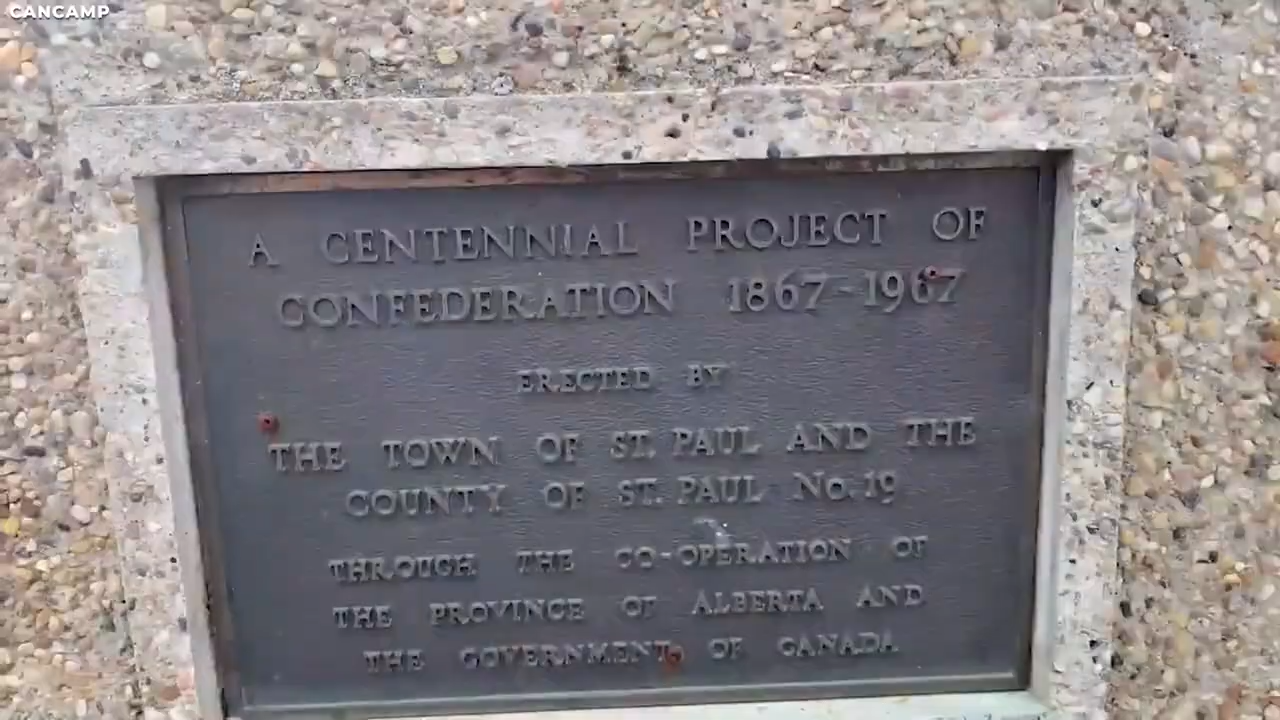 CANCAMP
A CENTENNIAL PROJECT OF
CONFEDERATION 1867-1967
ERECTED BY
THE TOWN OF ST. PAUL AND THE
COUNTY OF ST. PAUL No. 19
THROUGH THE CO-OPERATION OF
THE PROVINCE OF ALBERTA AND
THE GOVERNMENT OF CANADA